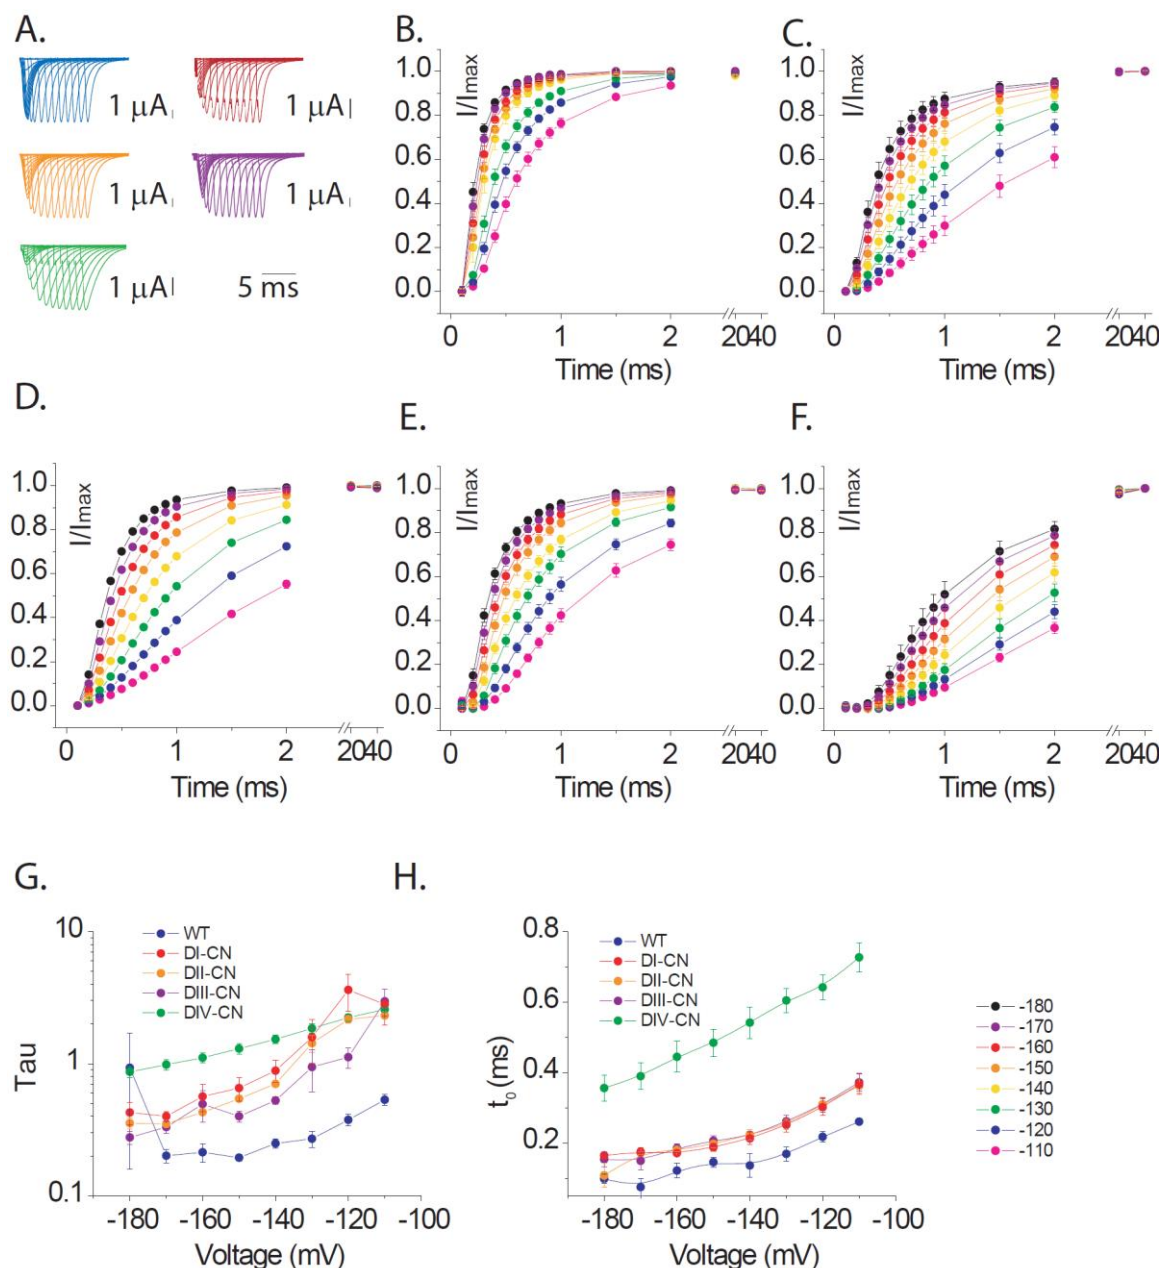 A.
1 μA
1 μA
1 μA
1 μA
1 μA
5 ms
B.
I/Imax
1.0
0.8
0.6
0.4
0.2
0.0
0 1 2 2040
Time (ms)
C.
I/Imax
1.0
0.8
0.6
0.4
0.2
0.0
0 1 2 2040
Time (ms)
D.
I/Imax
1.0
0.8
0.6
0.4
0.2
0.0
0 1 2 2040
Time (ms)
E.
I/Imax
1.0
0.8
0.6
0.4
0.2
0.0
0 1 2 2040
Time (ms)
F.
I/Imax
1.0
0.8
0.6
0.4
0.2
0.0
0 1 2 2040
Time (ms)
G.
Tau
10
1
0.1
WT
DI-CN
DII-CN
DIII-CN
DIV-CN
-180 -160 -140 -120 -100
Voltage (mV)
H.
t0 (ms)
0.8
0.6
0.4
0.2
WT
DI-CN
DII-CN
DIII-CN
DIV-CN
-180 -160 -140 -120 -100
Voltage (mV)
-180
-170
-160
-150
-140
-130
-120
-110